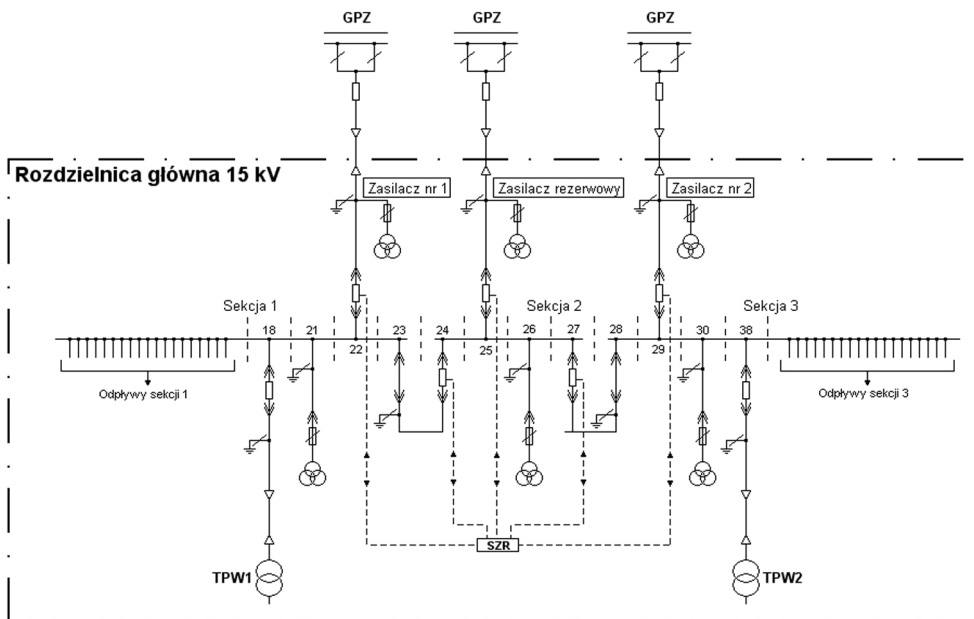 GPZ GPZ GPZ
Rozdzielnica główna 15 kV
Zasilacz nr 1 Zasilacz rezerwowy Zasilacz nr 2
Sekcja 1 Sekcja 2 Sekcja 3
18 21 22 23 24 25 26 27 28 29 30 38
Odpływy sekcji 1 Odpływy sekcji 3
SZR
TPW1 TPW2